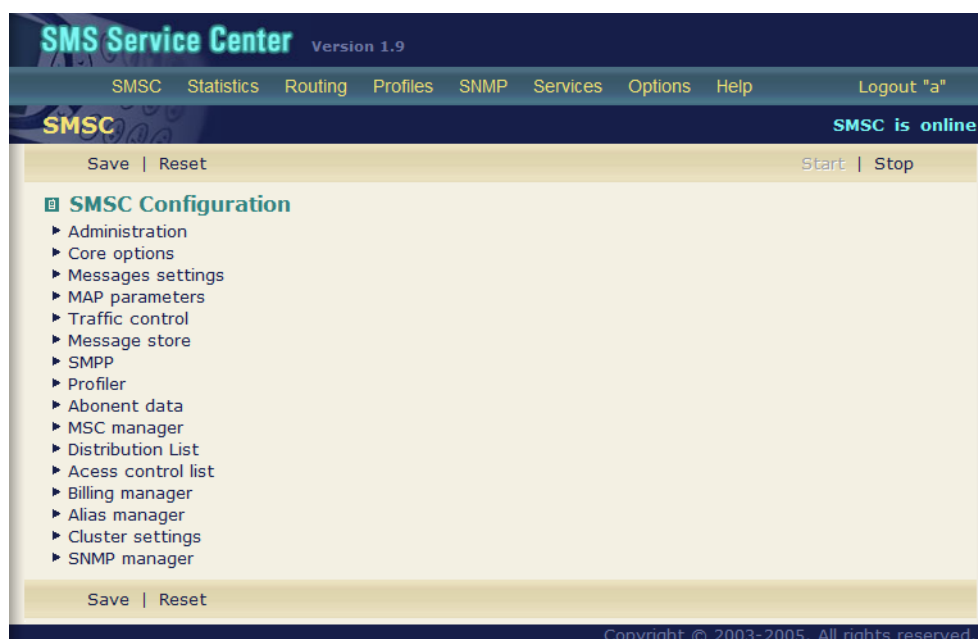 SMS Service Center Version 1.9
SMSC Statistics Routing Profiles SNMP Services Options Help Logout "a"
SMSC SMSC is online
Save | Reset Start | Stop
SMSC Configuration
Administration
Core options
Messages settings
MAP parameters
Traffic control
Message store
SMPP
Profiler
Abonent data
MSC manager
Distribution List
Acess control list
Billing manager
Alias manager
Cluster settings
SNMP manager
Save | Reset
Copyright © 2003-2005. All rights reserved